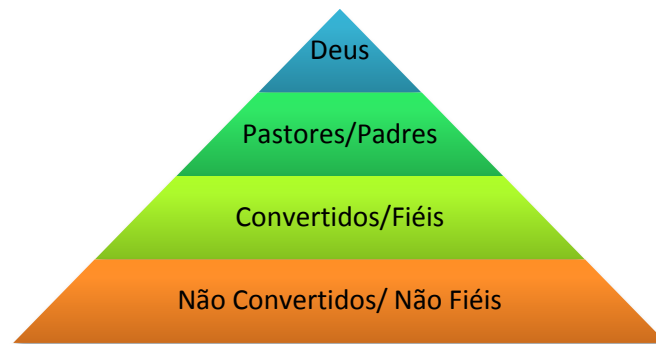 Deus
Pastores/Padres
Convertidos/Fiéis
Não Convertidos/ Não Fiéis